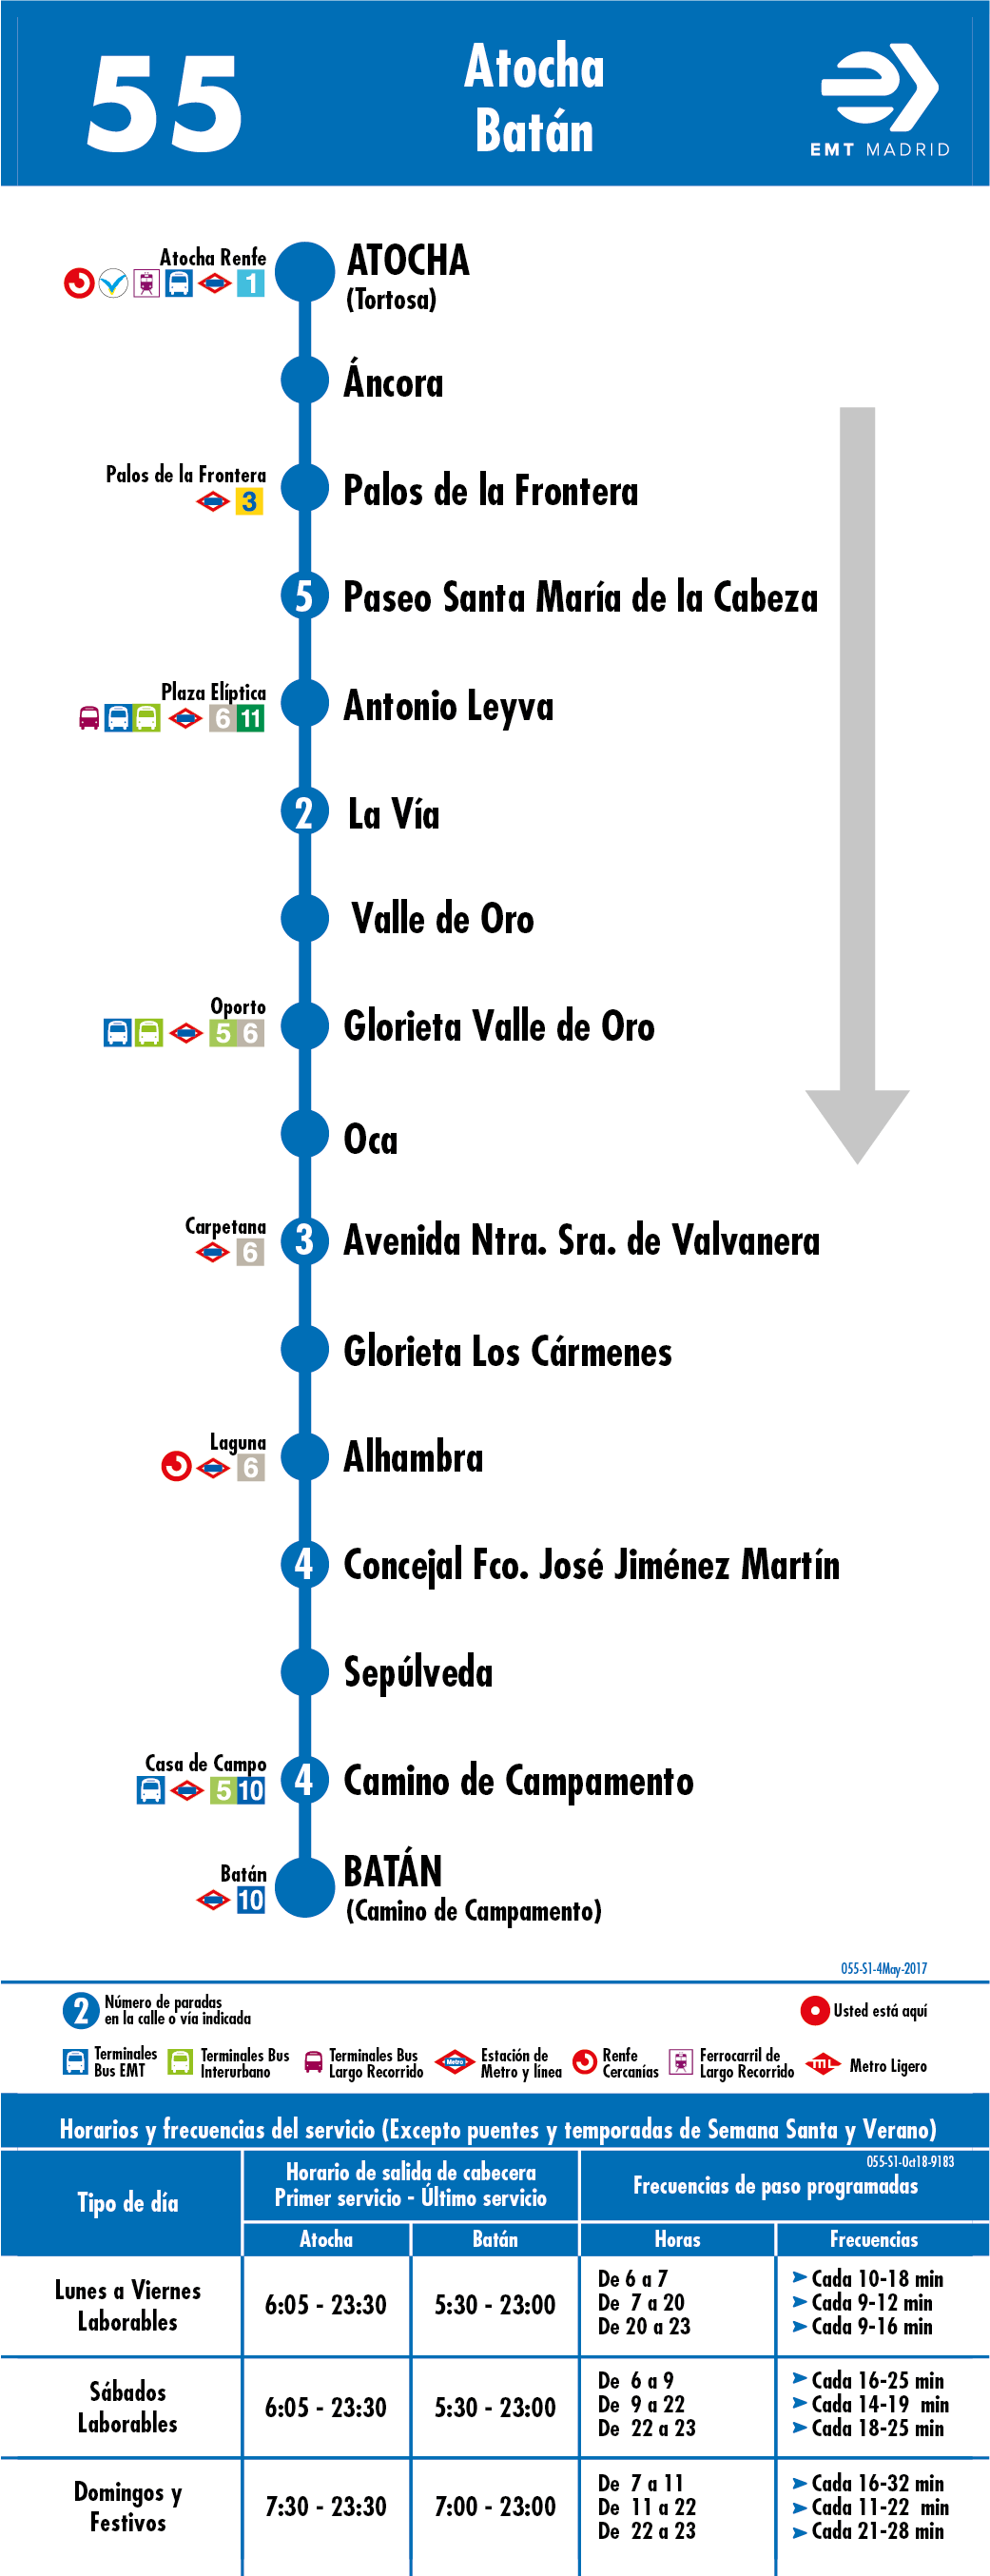 55
Atocha
Batán
EMT MADRID
Atocha Renfe
1
ATOCHA
(Tortosa)
Áncora
Palos de la Frontera
3
Palos de la Frontera
5
Paseo Santa María de la Cabeza
Plaza Elíptica
6 11
Antonio Leyva
2
La Vía
Valle de Oro
Oporto
5 6
Glorieta Valle de Oro
Oca
Carpetana
6
3
Avenida Ntra. Sra. de Valvanera
Glorieta Los Cármenes
Laguna
6
Alhambra
4
Concejal Fco. José Jiménez Martín
Sepúlveda
Casa de Campo
5 10
4
Camino de Campamento
Batán
10
BATÁN
(Camino de Campamento)
055-S1-4May-2017
2
Número de paradas
en la calle o vía indicada
Usted está aquí
Terminales
Bus EMT
Terminales Bus
Interurbano
Terminales Bus
Largo Recorrido
Metro
Estación de
Metro y línea
Renfe
Cercanías
Ferrocarril de
Largo Recorrido
ML
Metro Ligero
Horarios y frecuencias del servicio (Excepto puentes y temporadas de Semana Santa y Verano)
055-S1-Oct18-9183
Tipo de día
Horario de salida de cabecera
Primer servicio - Último servicio
Frecuencias de paso programadas
Atocha
Batán
Horas
Frecuencias
Lunes a Viernes
Laborables
6:05 - 23:30
5:30 - 23:00
De 6 a 7
Cada 10-18 min
De 7 a 20
Cada 9-12 min
De 20 a 23
Cada 9-16 min
Sábados
Laborables
6:05 - 23:30
5:30 - 23:00
De 6 a 9
Cada 16-25 min
De 9 a 22
Cada 14-19 min
De 22 a 23
Cada 18-25 min
Domingos y
Festivos
7:30 - 23:30
7:00 - 23:00
De 7 a 11
Cada 16-32 min
De 11 a 22
Cada 11-22 min
De 22 a 23
Cada 21-28 min